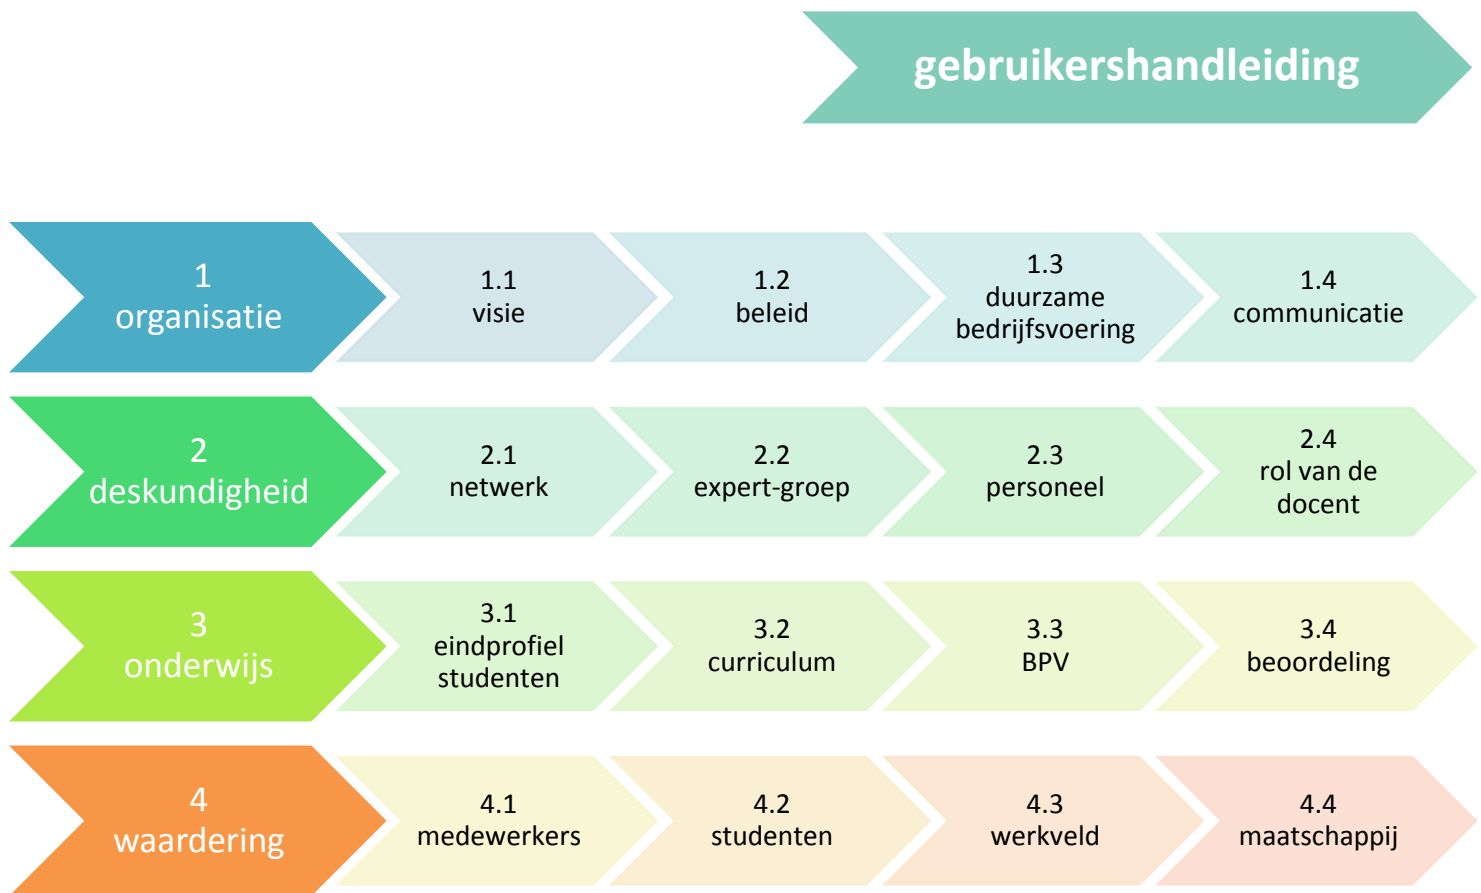 gebruikershandleiding
1
organisatie
1.1
visie
1.2
beleid
1.3
duurzame
bedrijfsvoering
1.4
communicatie
2
deskundigheid
2.1
netwerk
2.2
expert-groep
2.3
personeel
2.4
rol van de
docent
3
onderwijs
3.1
eindprofiel
studenten
3.2
curriculum
3.3
BPV
3.4
beoordeling
4
waardering
4.1
medewerkers
4.2
studenten
4.3
werkveld
4.4
maatschappij